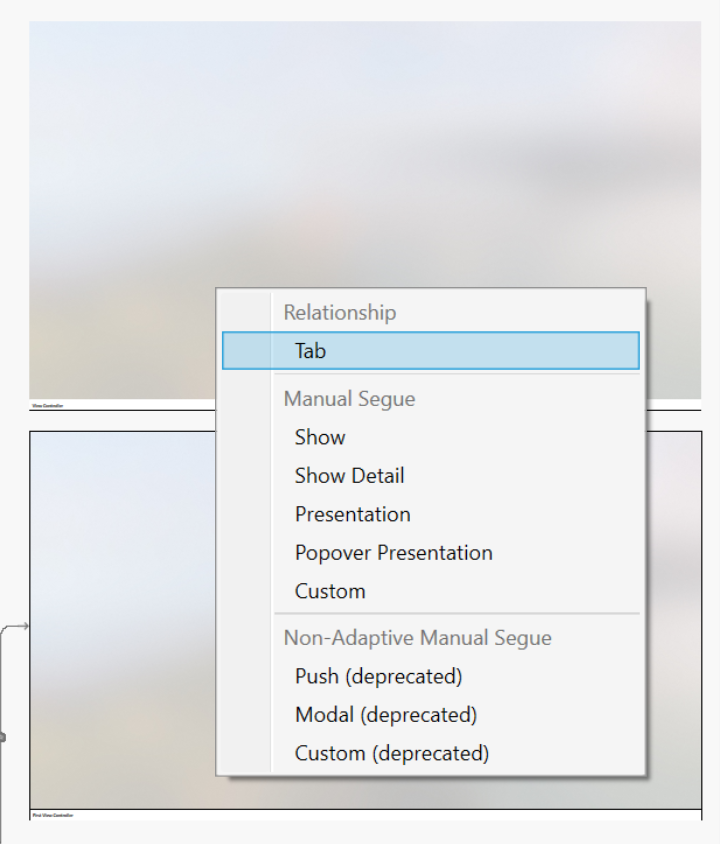 Relationship
Tab
View Controller
Manual Segue
Show
Show Detail
Presentation
Popover Presentation
Custom
Non-Adaptive Manual Segue
Push (deprecated)
Modal (deprecated)
Custom (deprecated)
First View Controller